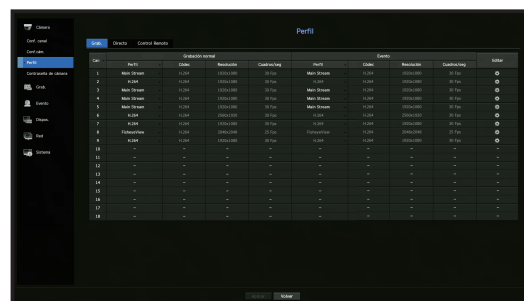 Cámara
Perfil
Conf. canal
Conf.cám.
Perfil
Contraseña de cámara
Grab.
Evento
Dispos.
Red
Sistema
Grab. Directo Control Remoto
Can Grabación normal Evento Editar
Perfil Códec Resolución Cuadros/seg Perfil Códec Resolución Cuadros/seg
1 Main Stream H.264 1920x1080 30 Fps Main Stream H.264 1920x1080 30 Fps
2 H.264 H.264 1920x1080 30 Fps Main Stream H.264 1920x1080 30 Fps
3 Main Stream H.264 1920x1080 30 Fps Main Stream H.264 1920x1080 30 Fps
4 Main Stream H.264 1920x1080 30 Fps Main Stream H.264 1920x1080 30 Fps
5 Main Stream H.264 1920x1080 30 Fps Main Stream H.264 1920x1080 30 Fps
6 H.264 H.264 30 Fps H.264 H.264 30 Fps
7 H.264 H.264 1920x1080 30 Fps H.264 H.264 1920x1080 30 Fps
8 FisheyeView H.264 2048x2048 25 Fps FisheyeView H.264 2048x2048 25 Fps
9 H.264 H.264 1920x1080 30 Fps H.264 H.264 1920x1080 30 Fps
10 -- -- -- -- -- -- -- -- --
11 -- -- -- -- -- -- -- -- --
12 -- -- -- -- -- -- -- -- --
13 -- -- -- -- -- -- -- -- --
14 -- -- -- -- -- -- -- -- --
15 -- -- -- -- -- -- -- -- --
16 -- -- -- -- -- -- -- -- --
17 -- -- -- -- -- -- -- -- --
18 -- -- -- -- -- -- -- -- --
Volver